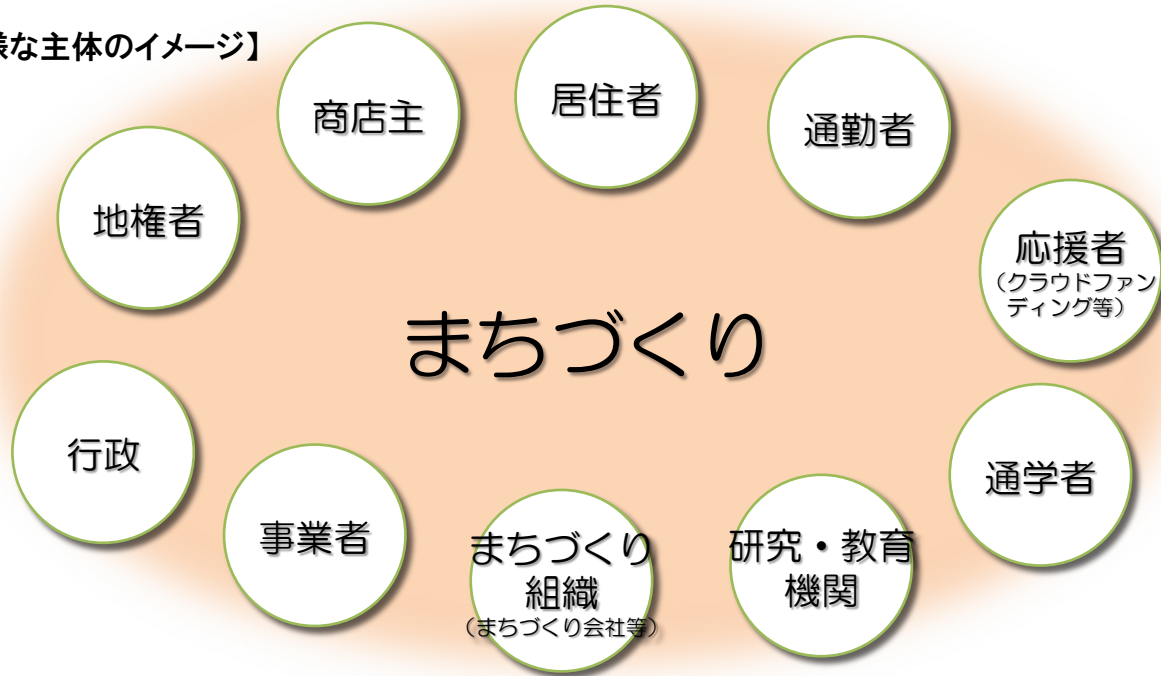 様な主体のイメージ】
商店主
居住者
通勤者
地権者
応援者
（クラウドファン
ディング等）
まちづくり
行政
事業者
まちづくり
組織
（まちづくり会社等）
研究・教育
機関
通学者